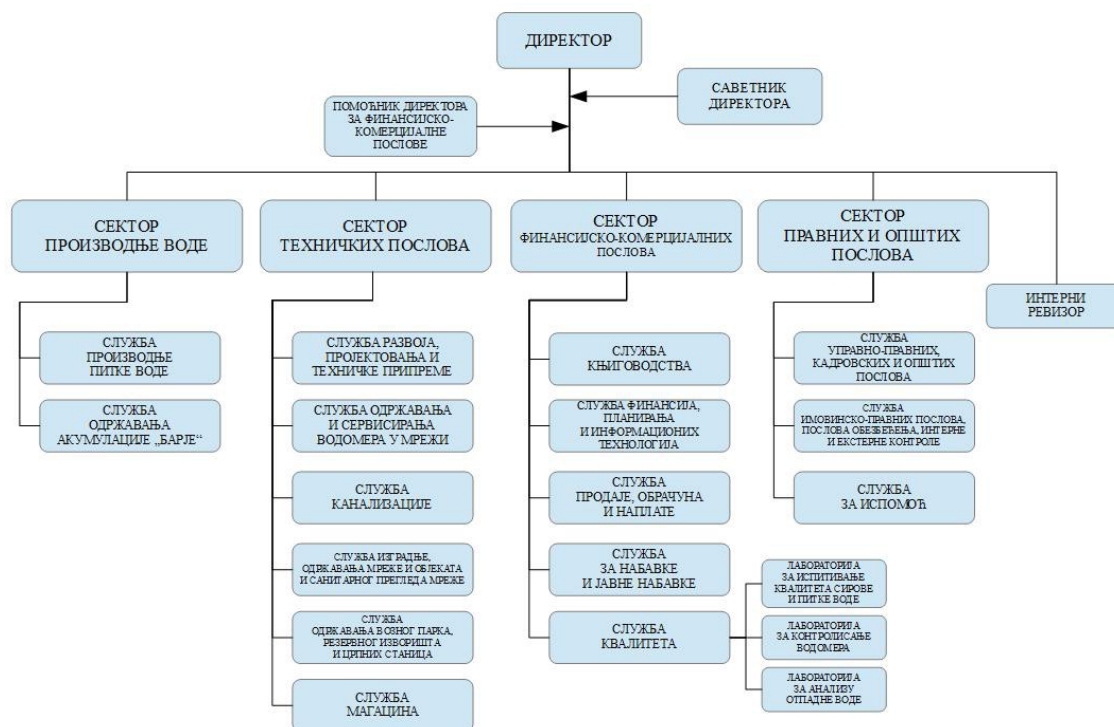 ДИРЕКТОР
САВЕТНИК
ДИРЕКТОРА
ПОМОЋНИК ДИРЕКТОРА
ЗА ФИНАНСИЈСКО-
КОМЕРЦИЈАЛНЕ
ПОСЛОВЕ
СЕКТОР
ПРОИЗВОДЊЕ ВОДЕ
СЕКТОР
ТЕХНИЧКИХ ПОСЛОВА
СЕКТОР
ФИНАНСИЈСКО-КОМЕРЦИЈАЛНИХ
ПОСЛОВА
СЕКТОР
ПРАВНИХ И ОПШТИХ
ПОСЛОВА
ИНТЕРНИ
РЕВИЗОР
СЛУЖБА
ПРОИЗВОДЊЕ
ПИТКЕ ВОДЕ
СЛУЖБА
ОДРЖАВАЊА
АКУМУЛАЦИЈЕ „БАРЈЕ“
СЛУЖБА РАЗВОЈА,
ПРОЈЕКТОВАЊА И
ТЕХНИЧКЕ ПРИПРЕМЕ
СЛУЖБА ОДРЖАВАЊА
И СЕРВИСИРАЊА
ВОДОМЕРА У МРЕЖИ
СЛУЖБА
КАНАЛИЗАЦИЈЕ
СЛУЖБА ИЗГРАДЊЕ,
ОДРЖАВАЊА МРЕЖЕ И ОБЈЕКАТА
И САНИТАРНОГ ПРЕГЛЕДА МРЕЖЕ
СЛУЖБА
ОДРЖАВАЊА ВОЗНОГ ПАРКА,
РЕЗЕРВНОГ ИЗВОРИШТА
И ЦРПНИХ СТАНИЦА
СЛУЖБА
МАГАЦИНА
СЛУЖБА
КЊИГОВОДСТВА
СЛУЖБА ФИНАНСИЈА,
ПЛАНИРАЊА
И ИНФОРМАЦИОНИХ
ТЕХНОЛОГИЈА
СЛУЖБА
ПРОДАЈЕ, ОБРАЧУНА
И НАПЛАТЕ
СЛУЖБА
ЗА НАБАВКЕ
И ЈАВНЕ НАБАВКЕ
СЛУЖБА
КВАЛИТЕТА
ЛАБОРАТОРИЈА
ЗА ИСПИТИВАЊЕ
КВАЛИТЕТА СИРОВЕ
И ПИТКЕ ВОДЕ
ЛАБОРАТОРИЈА
ЗА КОНТРОЛИСАЊЕ
ВОДОМЕРА
ЛАБОРАТОРИЈА
ЗА АНАЛИЗУ
ОТПАДНЕ ВОДЕ
СЛУЖБА
УПРАВНО-ПРАВНИХ,
КАДРОВСКИХ И ОПШТИХ
ПОСЛОВА
СЛУЖБА
ИМОВИНСКО-ПРАВНИХ ПОСЛОВА,
ПОСЛОВА ОБЕЗБЕЂЕЊА, ИНТЕРНЕ
И ЕКСТЕРНЕ КОНТРОЛЕ
СЛУЖБА
ЗА ИСПОМОЋ